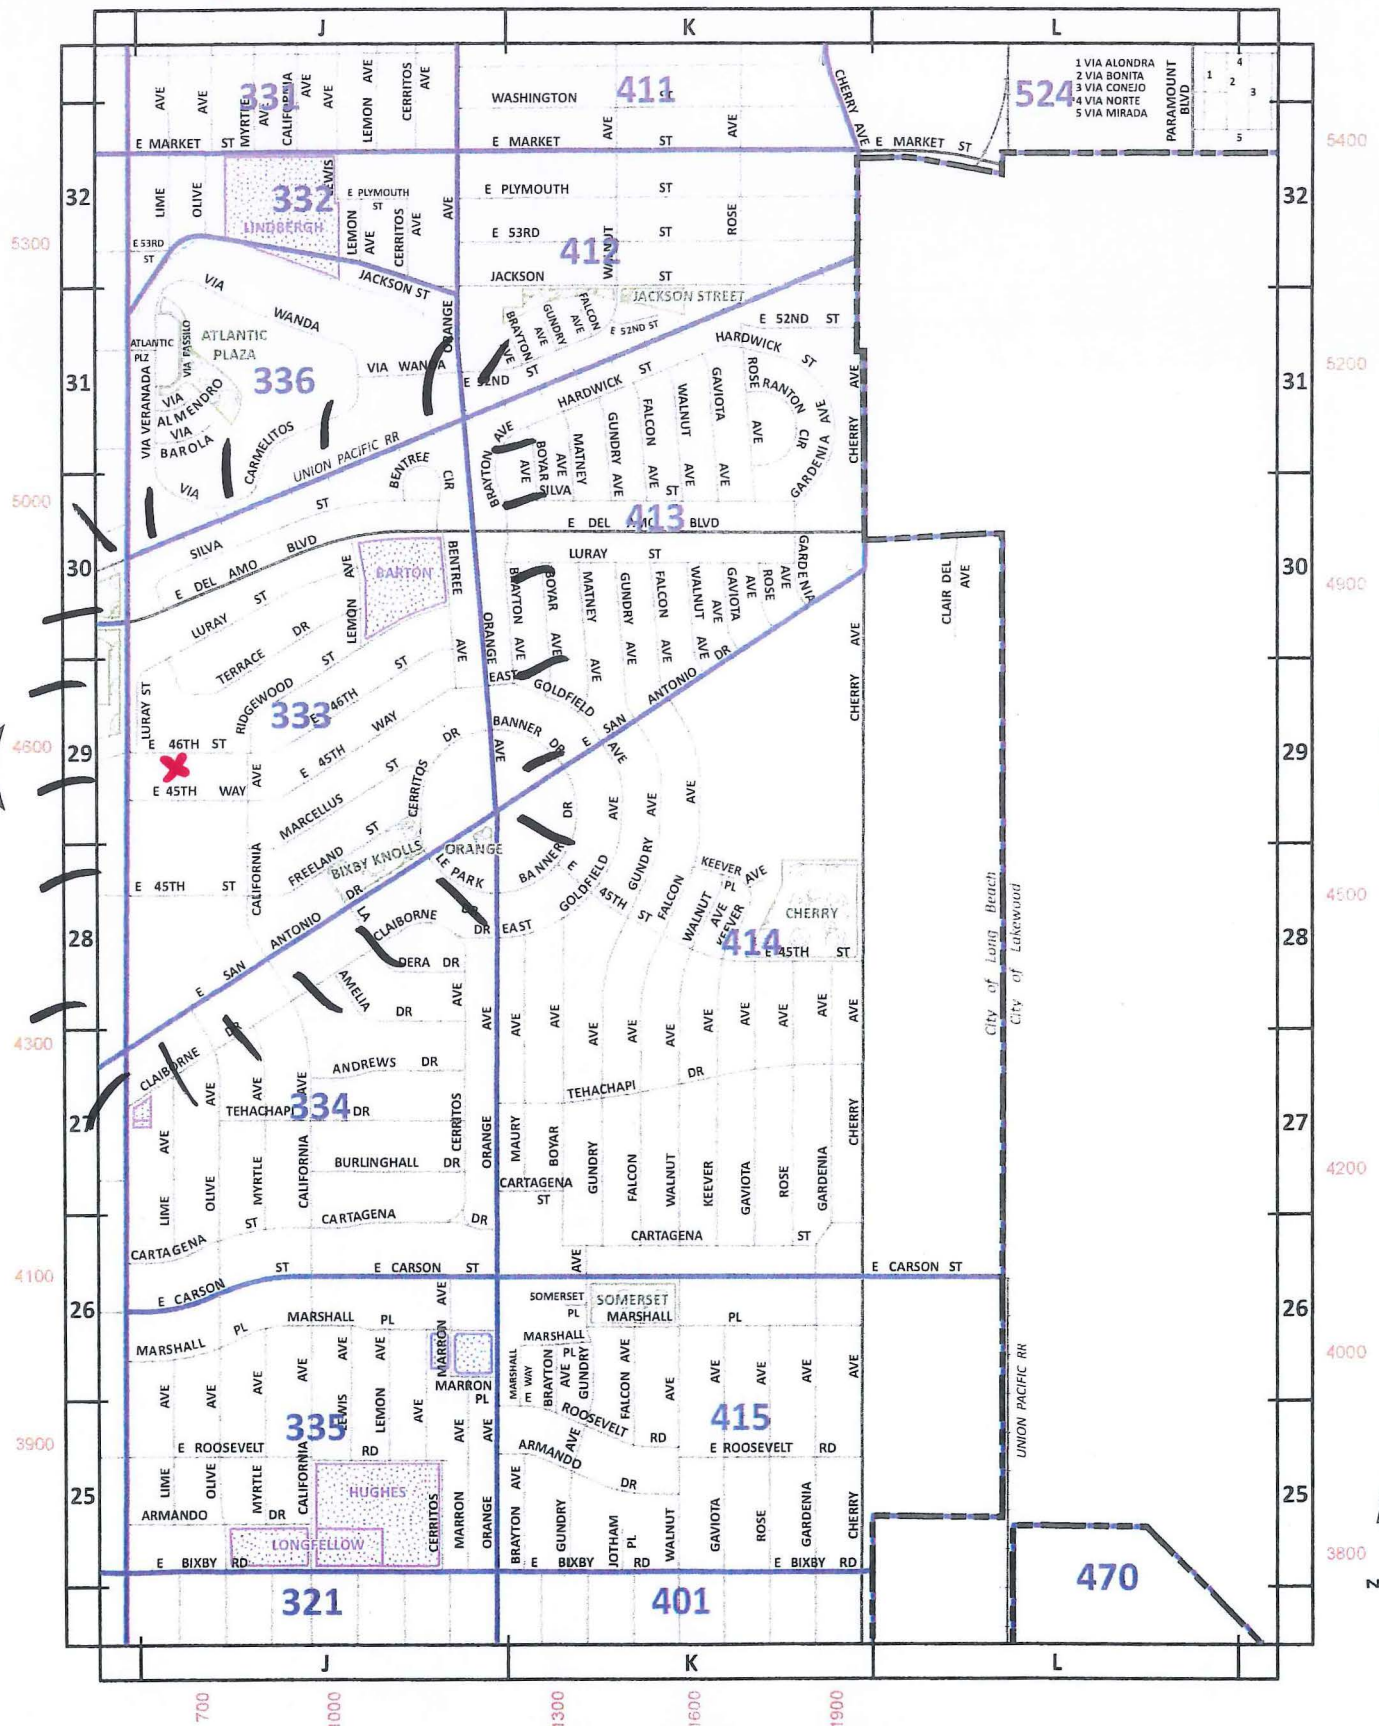 J K L
WASHINGTON ST
1 VIA ALONDRA
2 VIA BONITA
3 VIA CONEJO
4 VIA NORTE
5 VIA MIRADA
PARAMOUNT BLVD
4
1 2 3
5
AVE AVE MYRTLE AVE CALIFORNIA AVE AVE LEMON AVE CERRITOS AVE
331 411 524
CHERRY AVE
AVE AVE
E MARKET ST E MARKET ST E MARKET ST
5400
32 32
LIME OLIVE
332
LINDBERGH
LEWIS
E PLYMOUTH ST
LEMON AVE CERRITOS AVE AVE
E PLYMOUTH ST
E 53RD ST
E 53RD ST
412
WALNUT ROSE
5300
JACKSON ST
JACKSON ST
JACKSON STREET
VIA WANDA
ATLANTIC PLZ
VIA PASSILO
ATLANTIC PLAZA
336
VIA WANDA
ORANGE
BRAYTON AVE
GUNDRY AVE
FALCON AVE
E 52ND ST
E 52ND ST
E 52ND ST
HARDWICK ST
HARDWICK ST
5200
31 31
VIA VERANADA
VIA ALMENDRO
VIA BAROLA
VIA CARMELITOS
UNION PACIFIC RR
BENTREE CIR
BRAYTON AVE
BOYAR AVE
MATNEY AVE
GUNDRY AVE
FALCON AVE
WALNUT AVE
GAVIOTA AVE
ROSE AVE
RANTON CIR
GARDENIA AVE
CHERRY AVE
SILVA ST
SILVA ST
5000
E DEL AMO BLVD
E DEL AMO BLVD
413
30 30
LURAY ST
LURAY ST
BARTON
LEMON AVE
BENTREE AVE
TERRACE DR
RIDGEWOOD ST
BRAYTON AVE
BOYAR AVE
MATNEY AVE
GUNDRY AVE
FALCON AVE
WALNUT AVE
GAVIOTA AVE
ROSE AVE
GARDENIA
CLAIR DEL AVE
4900
ORANGE AVE
CHERRY AVE
CHERRY
E SAN ANTONIO DR
EAST GOLDFIELD AVE
BANNER DR
LURAY ST
333
E 46TH ST
E 46TH ST
E 45TH WAY
E 45TH WAY
4600
29 29
MARCELLUS ST
FREELAND ST
CERRITOS DR
BIXBY KNOLLS
ORANGE
LE PARK DR
BANNER DR
E GOLDFIELD
45TH ST
GUNDRY AVE
FALCON AVE
AVE
KEEVER AVE
KEEVER PL
WALNUT AVE
CHERRY
414
E 45TH ST
E 45TH ST
CALIFORNIA AVE
4500
28 28
E SAN ANTONIO DR
LA CLAIBORNE DR
EAST
DERA DR
AMELIA DR
CLAIBORNE DR
City of Long Beach
City of Lakewood
4300
ANDREWS DR
TEHACHAPI DR
TEHACHAPI DR
334
27 27
BURLINGHALL DR
LIME AVE
OLIVE AVE
MYRTLE AVE
CALIFORNIA AVE
CERRITOS AVE
ORANGE AVE
MAURY AVE
BOYAR AVE
GUNDRY AVE
FALCON AVE
WALNUT AVE
KEEVER AVE
GAVIOTA AVE
ROSE AVE
GARDENIA AVE
CHERRY AVE
4200
CARTAGENA ST
CARTAGENA ST
CARTAGENA DR
CARTAGENA ST
4100
E CARSON ST
E CARSON ST
E CARSON ST
26 26
MARSHALL PL
MARSHALL PL
MARRON AVE
MARRON PL
SOMERSET PL
SOMERSET
MARSHALL PL
MARSHALL PL
MARSHALL WAY E
4000
UNION PACIFIC RR
LIME AVE
OLIVE AVE
MYRTLE AVE
CALIFORNIA AVE
LEWIS AVE
LEMON AVE
CERRITOS AVE
MARRON AVE
ORANGE AVE
BRAYTON AVE
GUNDRY AVE
FALCON AVE
335 415
3900
E ROOSEVELT RD
ROOSEVELT RD
E ROOSEVELT RD
ARMANDO DR
ARMANDO DR
25 25
HUGHES
LONGFELLOW
BRAYTON AVE
GUNDRY AVE
JOTHAM PL
WALNUT AVE
GAVIOTA AVE
ROSE AVE
GARDENIA AVE
CHERRY AVE
E BIXBY RD
E BIXBY RD
E BIXBY RD
3800
321 401 470
J K L
700 1000 1300 1600 1900